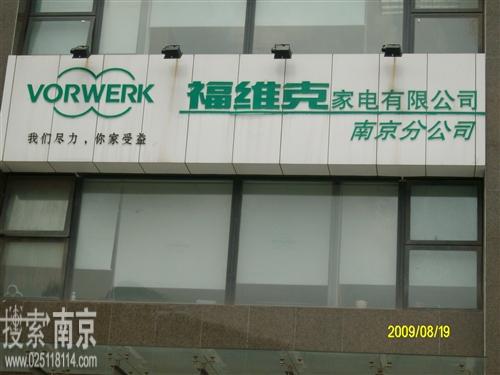 VORWERK
福维克家电有限公司
我们尽力，你家受益
南京分公司
2009/08/19
搜索南京
www.025118114.com